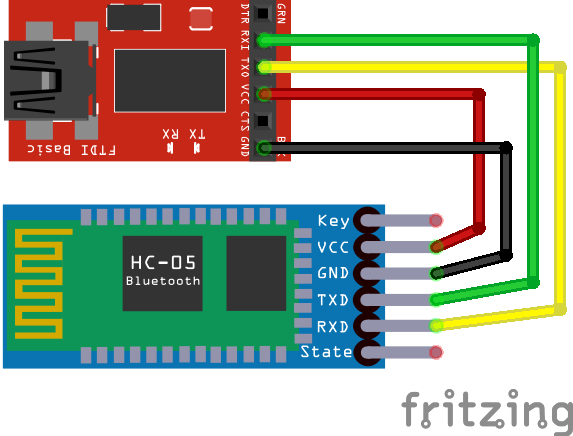 DTR
GRN
RXI
TXO
VCC
CTS
GND
TX RX
FTDI Basic
Key
VCC
HC-05
GND
Bluetooth
TXD
RXD
State
fritzing